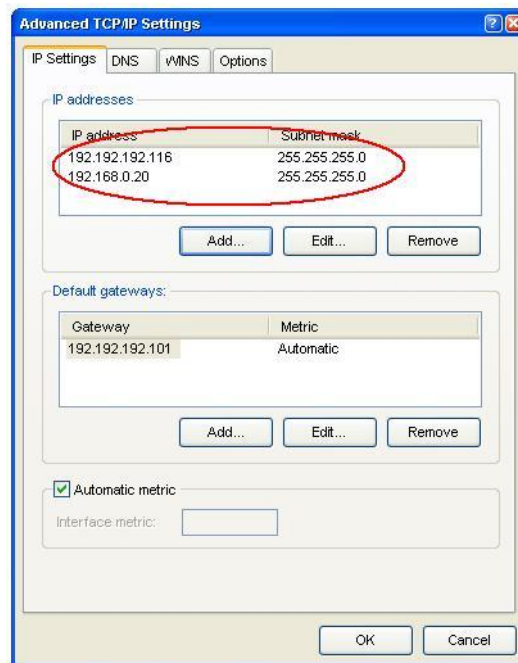 Advanced TCP/IP Settings
IP Settings DNS WINS Options
IP addresses
IP address Subnet mask
192.192.192.116 255.255.255.0
192.168.0.20 255.255.255.0
Add... Edit... Remove
Default gateways:
Gateway Metric
192.192.192.101 Automatic
Add... Edit... Remove
Automatic metric
Interface metric:
OK Cancel